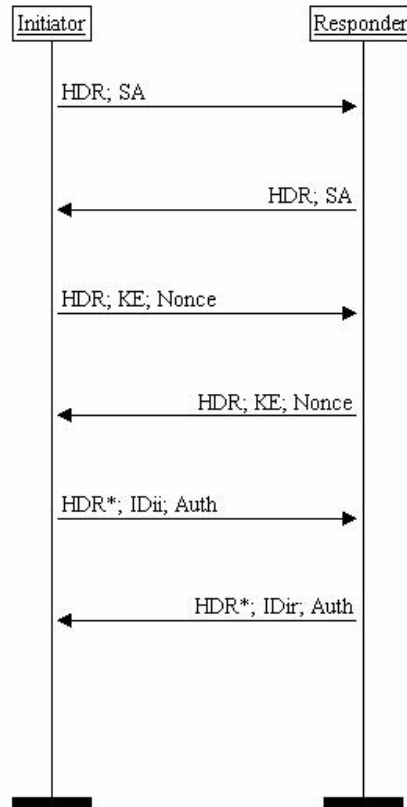 Initiator
Responder
HDR; SA
HDR; SA
HDR; KE; Nonce
HDR; KE; Nonce
HDR*; IDii; Auth
HDR*; IDir; Auth